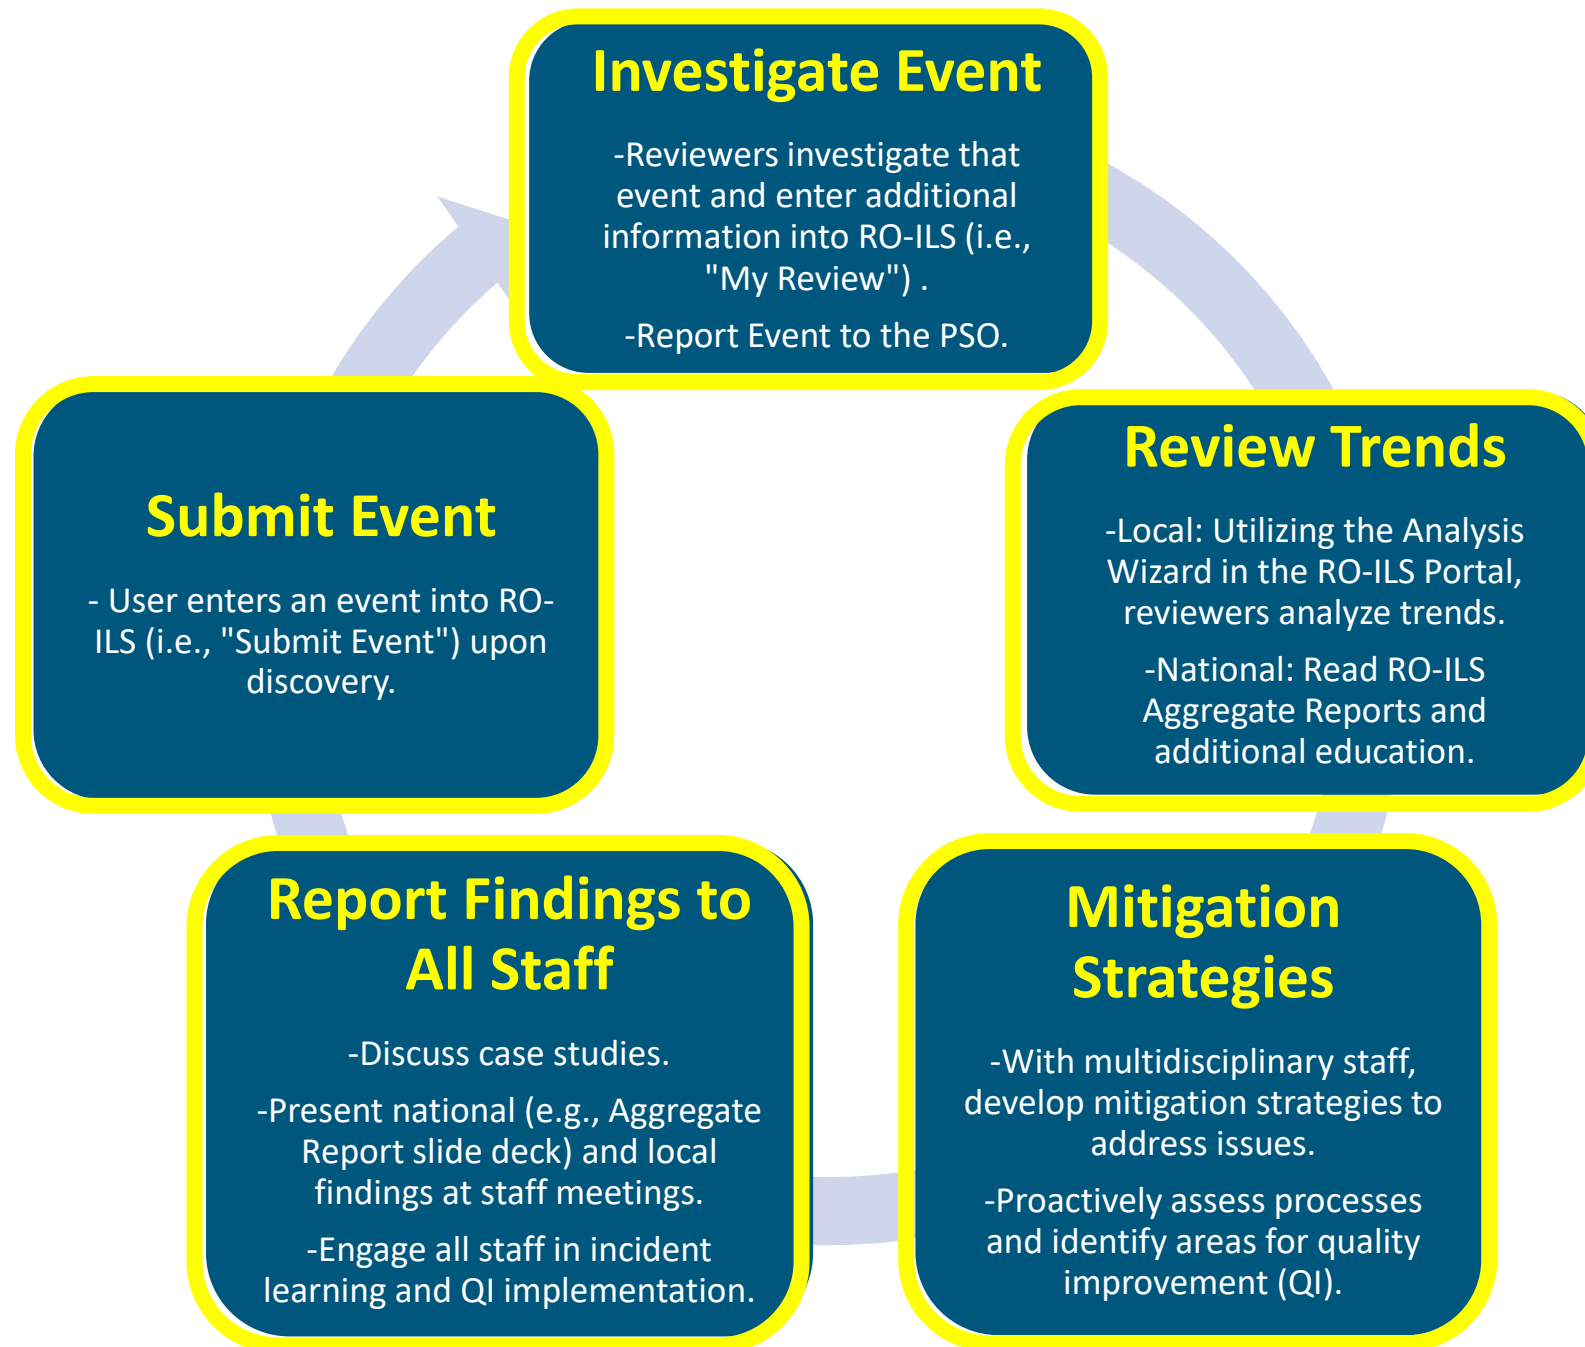 Investigate Event
-Reviewers investigate that
event and enter additional
information into RO-ILS (i.e.,
"My Review") .
-Report Event to the PSO.
Review Trends
-Local: Utilizing the Analysis
Wizard in the RO-ILS Portal,
reviewers analyze trends.
-National: Read RO-ILS
Aggregate Reports and
additional education.
Mitigation
Strategies
-With multidisciplinary staff,
develop mitigation strategies to
address issues.
-Proactively assess processes
and identify areas for quality
improvement (QI).
Report Findings to
All Staff
-Discuss case studies.
-Present national (e.g., Aggregate
Report slide deck) and local
findings at staff meetings.
-Engage all staff in incident
learning and QI implementation.
Submit Event
- User enters an event into RO-
ILS (i.e., "Submit Event") upon
discovery.